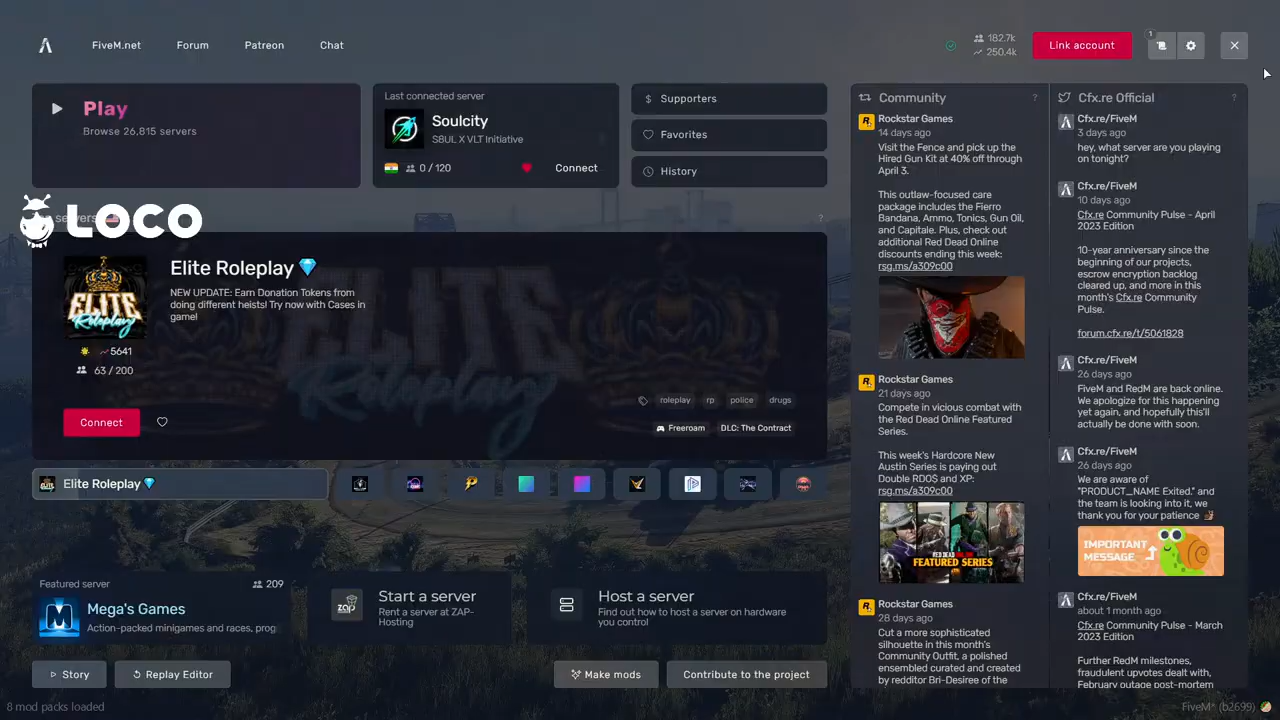 FiveM.net
Forum
Patreon
Chat
182.7k
250.4k
Link account
1
Play
Browse 26,815 servers
Last connected server
Soulcity
S8UL X VLT Initiative
0 / 120
Connect
$ Supporters
Favorites
History
LOCO
servers
?
ELITE
Roleplay
Elite Roleplay
NEW UPDATE: Earn Donation Tokens from
doing different heists! Try now with Cases in
game!
5641
63 / 200
ELITE
Roleplay
roleplay
rp
police
drugs
Connect
Freeroam
DLC: The Contract
Elite Roleplay
Featured server
209
Mega's Games
Action-packed minigames and races, prog
ZAP
Start a server
Rent a server at ZAP-
Hosting
Host a server
Find out how to host a server on hardware
you control
Story
Replay Editor
Make mods
Contribute to the project
8 mod packs loaded
Community
?
Rockstar Games
14 days ago
Visit the Fence and pick up the
Hired Gun Kit at 40% off through
April 3.
This outlaw-focused care
package includes the Fierro
Bandana, Ammo, Tonics, Gun Oil,
and Capitale. Plus, check out
additional Red Dead Online
discounts ending this week:
rsg.ms/a309c00
Rockstar Games
21 days ago
Compete in vicious combat with
the Red Dead Online Featured
Series.
This week's Hardcore New
Austin Series is paying out
Double RDO$ and XP:
rsg.ms/a309c00
RED DEAD ONLINE
FEATURED SERIES
Rockstar Games
28 days ago
Cut a more sophisticated
silhouette in this month's
Community Outfit, a polished
ensembled curated and created
by redditor Bri-Desiree of the
Cfx.re Official
?
Cfx.re/FiveM
3 days ago
hey, what server are you playing
on tonight?
Cfx.re/FiveM
10 days ago
Cfx.re Community Pulse - April
2023 Edition
10-year anniversary since the
beginning of our projects,
escrow encryption backlog
cleared up, and more in this
month's Cfx.re Community
Pulse.
forum.cfx.re/t/5061828
Cfx.re/FiveM
26 days ago
FiveM and RedM are back online.
We apologize for this happening
yet again, and hopefully this'll
actually be done with soon.
Cfx.re/FiveM
26 days ago
We are aware of
"PRODUCT_NAME Exited." and
the team is looking into it, we
thank you for your patience
IMPORTANT
MESSAGE
Cfx.re/FiveM
about 1 month ago
Cfx.re Community Pulse - March
2023 Edition
Further RedM milestones,
fraudulent upvotes dealt with,
February outage post-mortem
FiveM* (b2699)